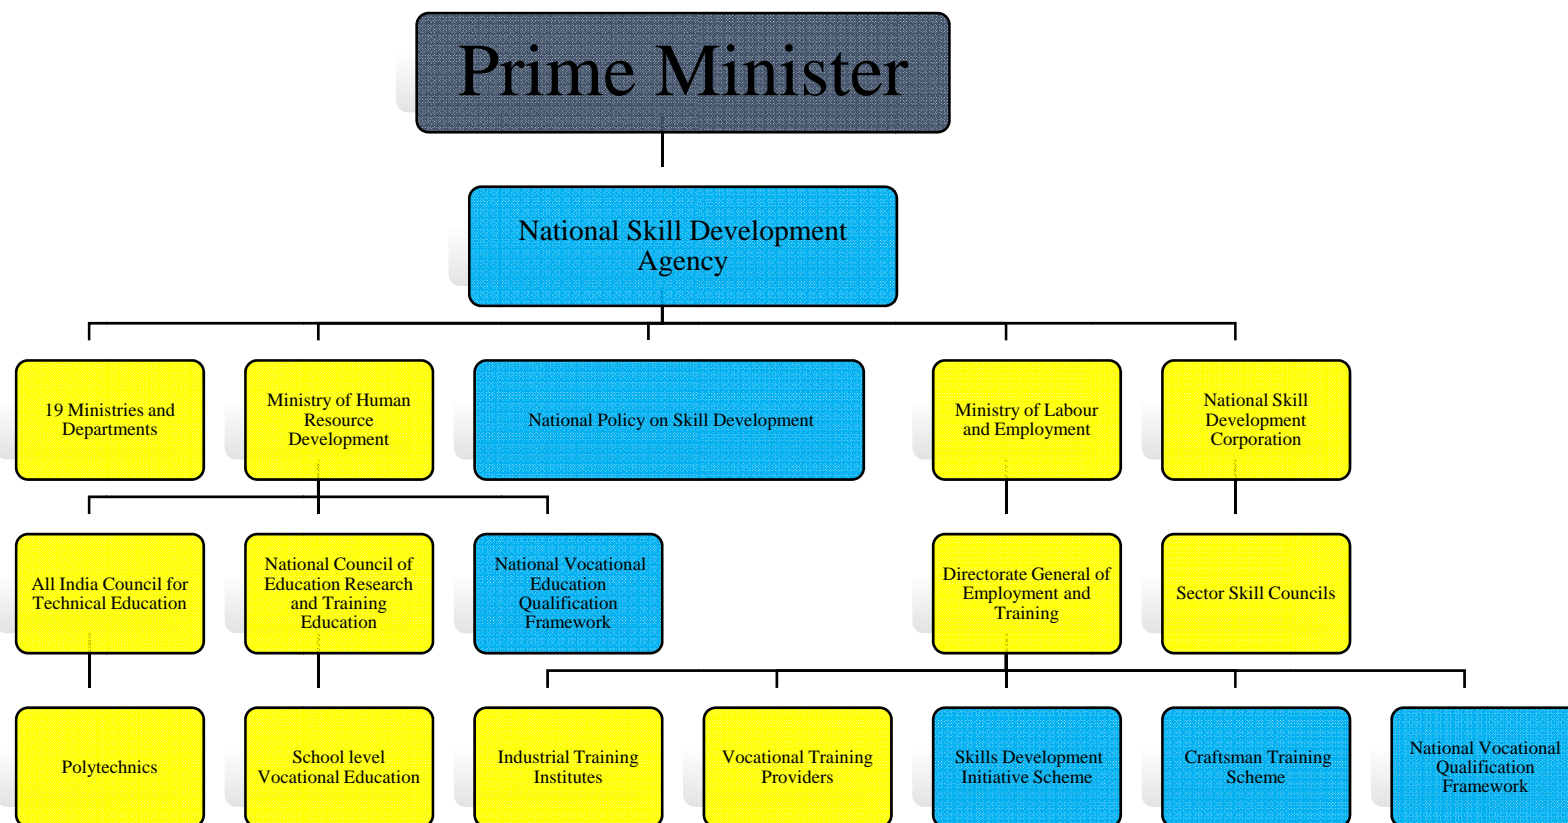 Prime Minister
National Skill Development
Agency
19 Ministries and
Departments
Ministry of Human
Resource
Development
National Policy on Skill Development
Ministry of Labour
and Employment
National Skill
Development
Corporation
All India Council for
Technical Education
National Council of
Education Research
and Training
Education
National Vocational
Education
Qualification
Framework
Directorate General of
Employment and
Training
Sector Skill Councils
Polytechnics
School level
Vocational Education
Industrial Training
Institutes
Vocational Training
Providers
Skills Development
Initiative Scheme
Craftsman Training
Scheme
National Vocational
Qualification
Framework